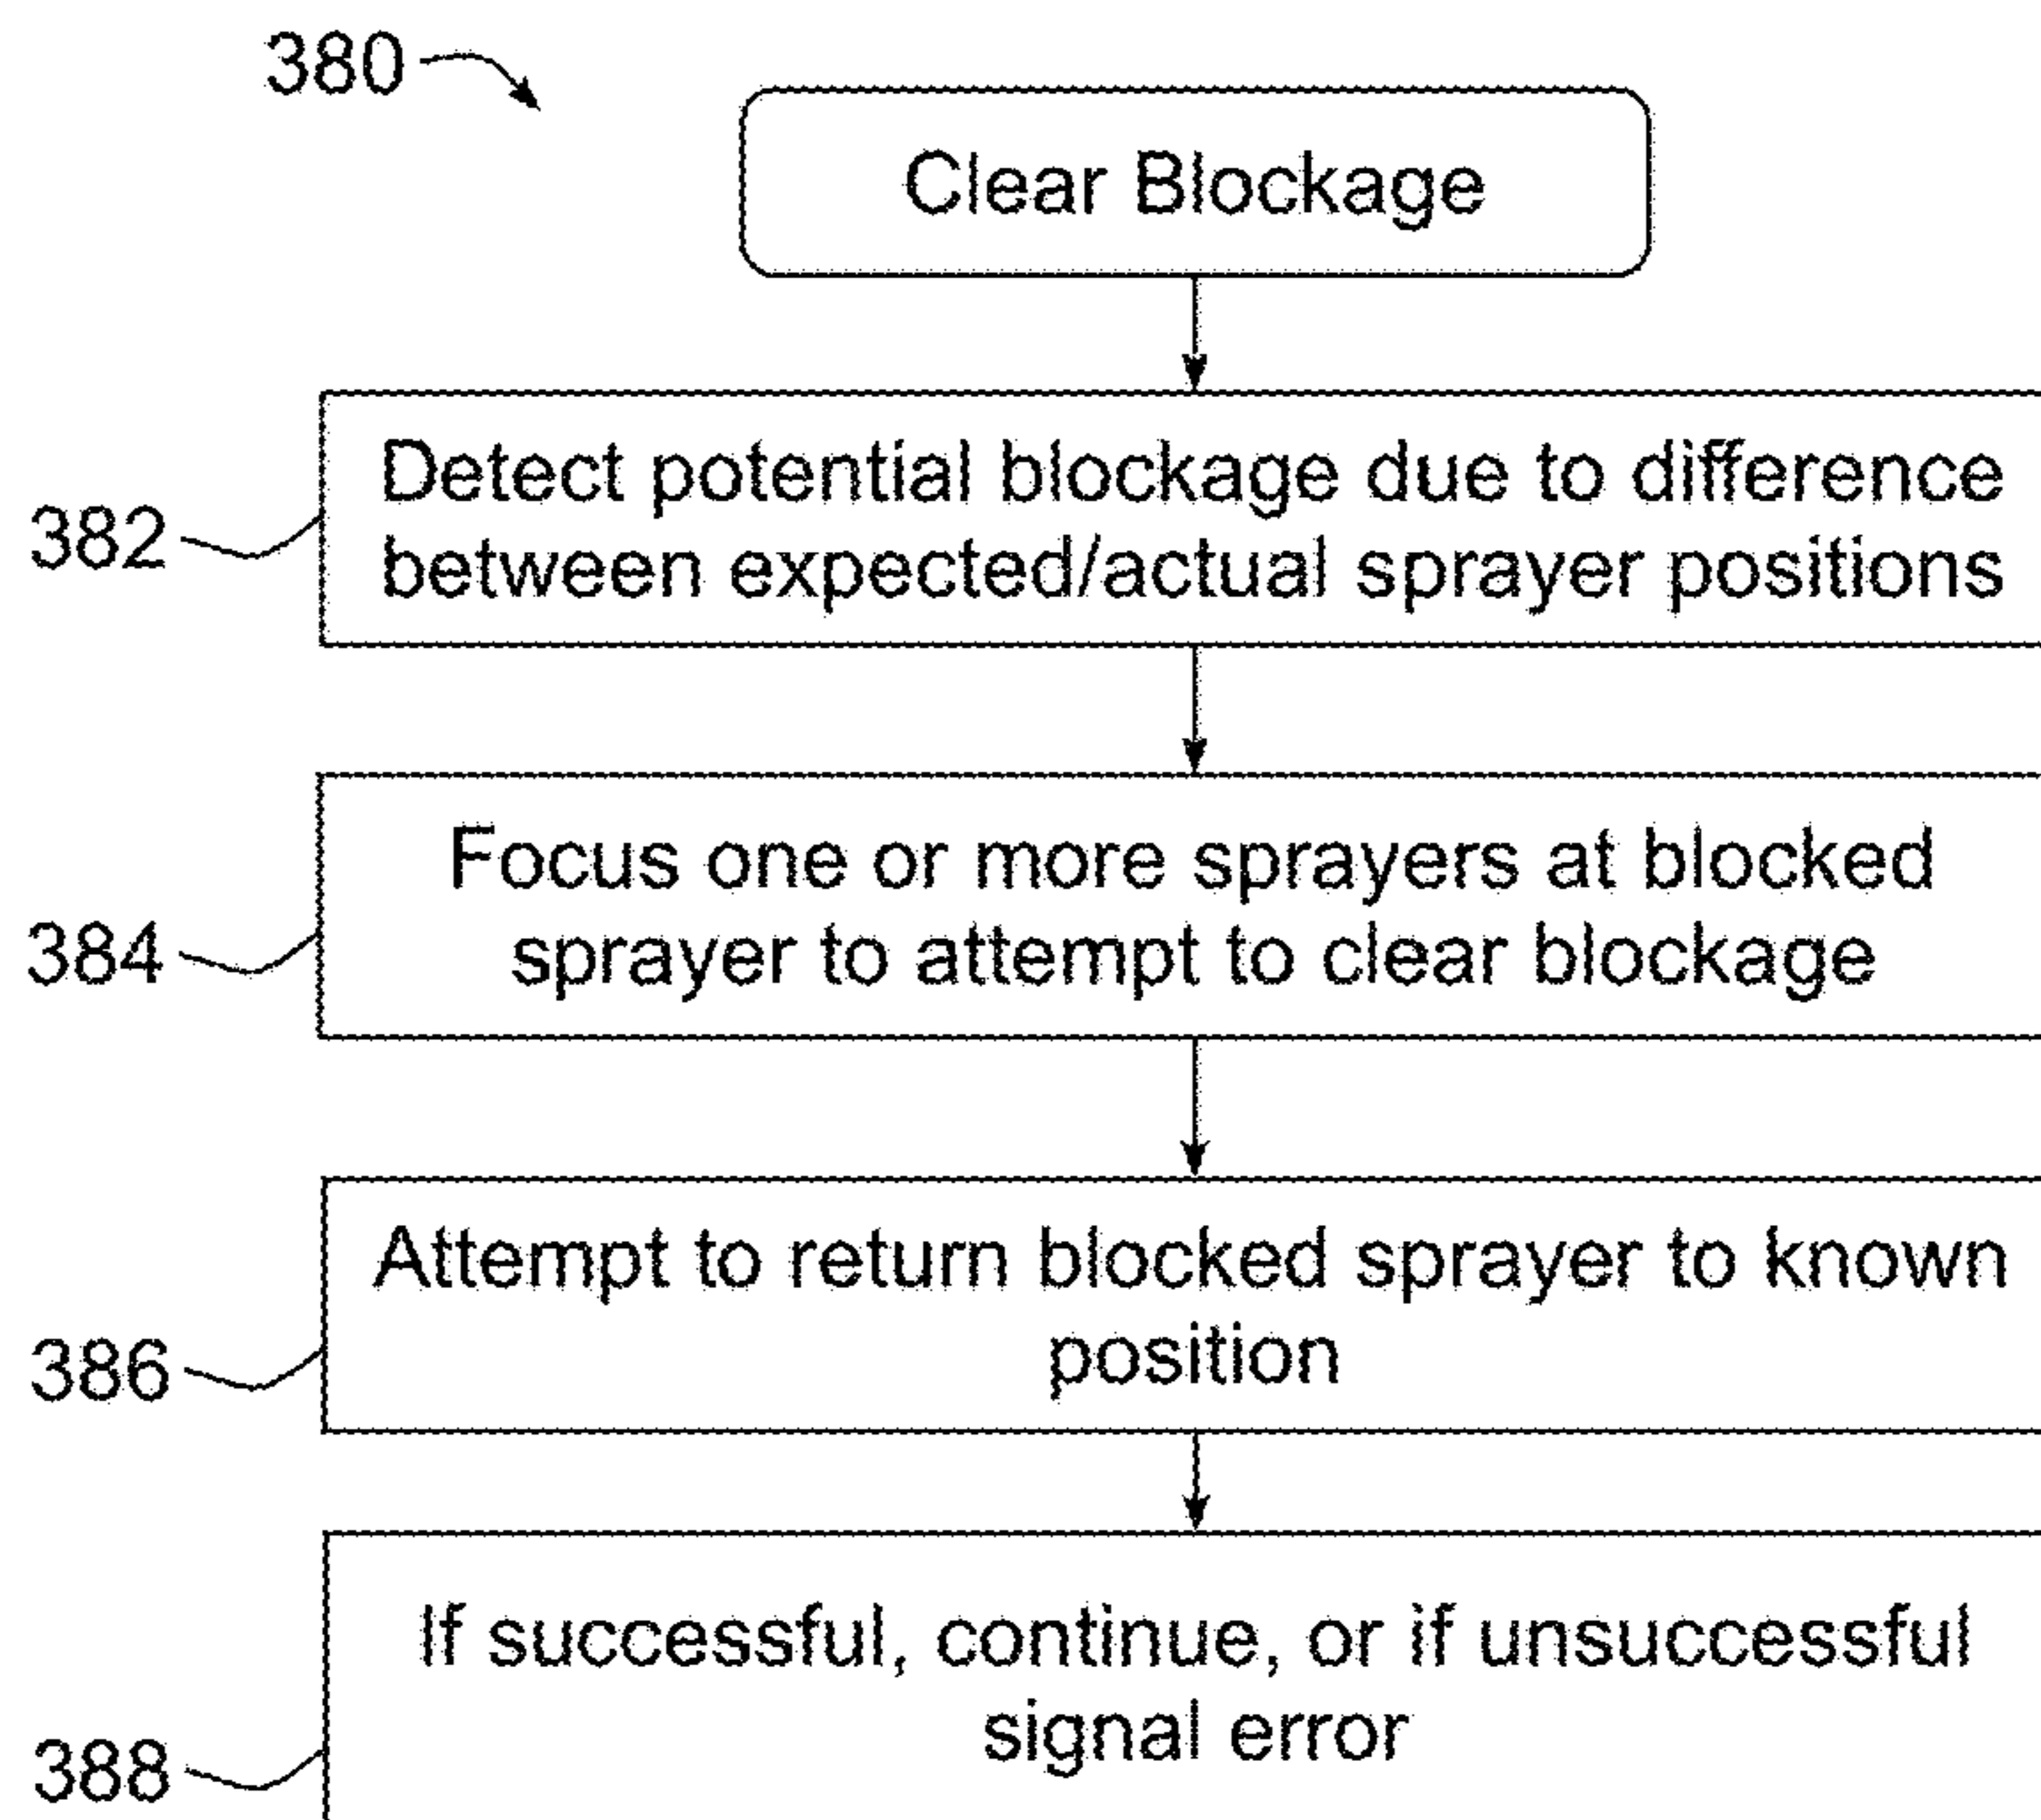 380
Clear Blockage
382
Detect potential blockage due to difference
between expected/actual sprayer positions
384
Focus one or more sprayers at blocked
sprayer to attempt to clear blockage
386
Attempt to return blocked sprayer to known
position
388
If successful, continue, or if unsuccessful
signal error